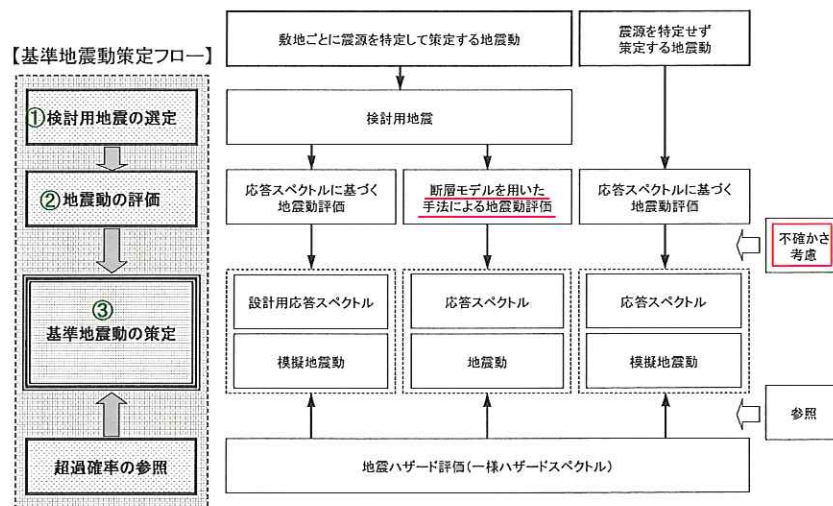 【基準地震動策定フロー】
①検討用地震の選定
②地震動の評価
③
基準地震動の策定
超過確率の参照
敷地ごとに震源を特定して策定する地震動
震源を特定せず
策定する地震動
検討用地震
応答スペクトルに基づく
地震動評価
断層モデルを用いた
手法による地震動評価
応答スペクトルに基づく
地震動評価
不確かさ
考慮
設計用応答スペクトル
応答スペクトル
応答スペクトル
模擬地震動
地震動
模擬地震動
参照
地震ハザード評価(一様ハザードスペクトル)